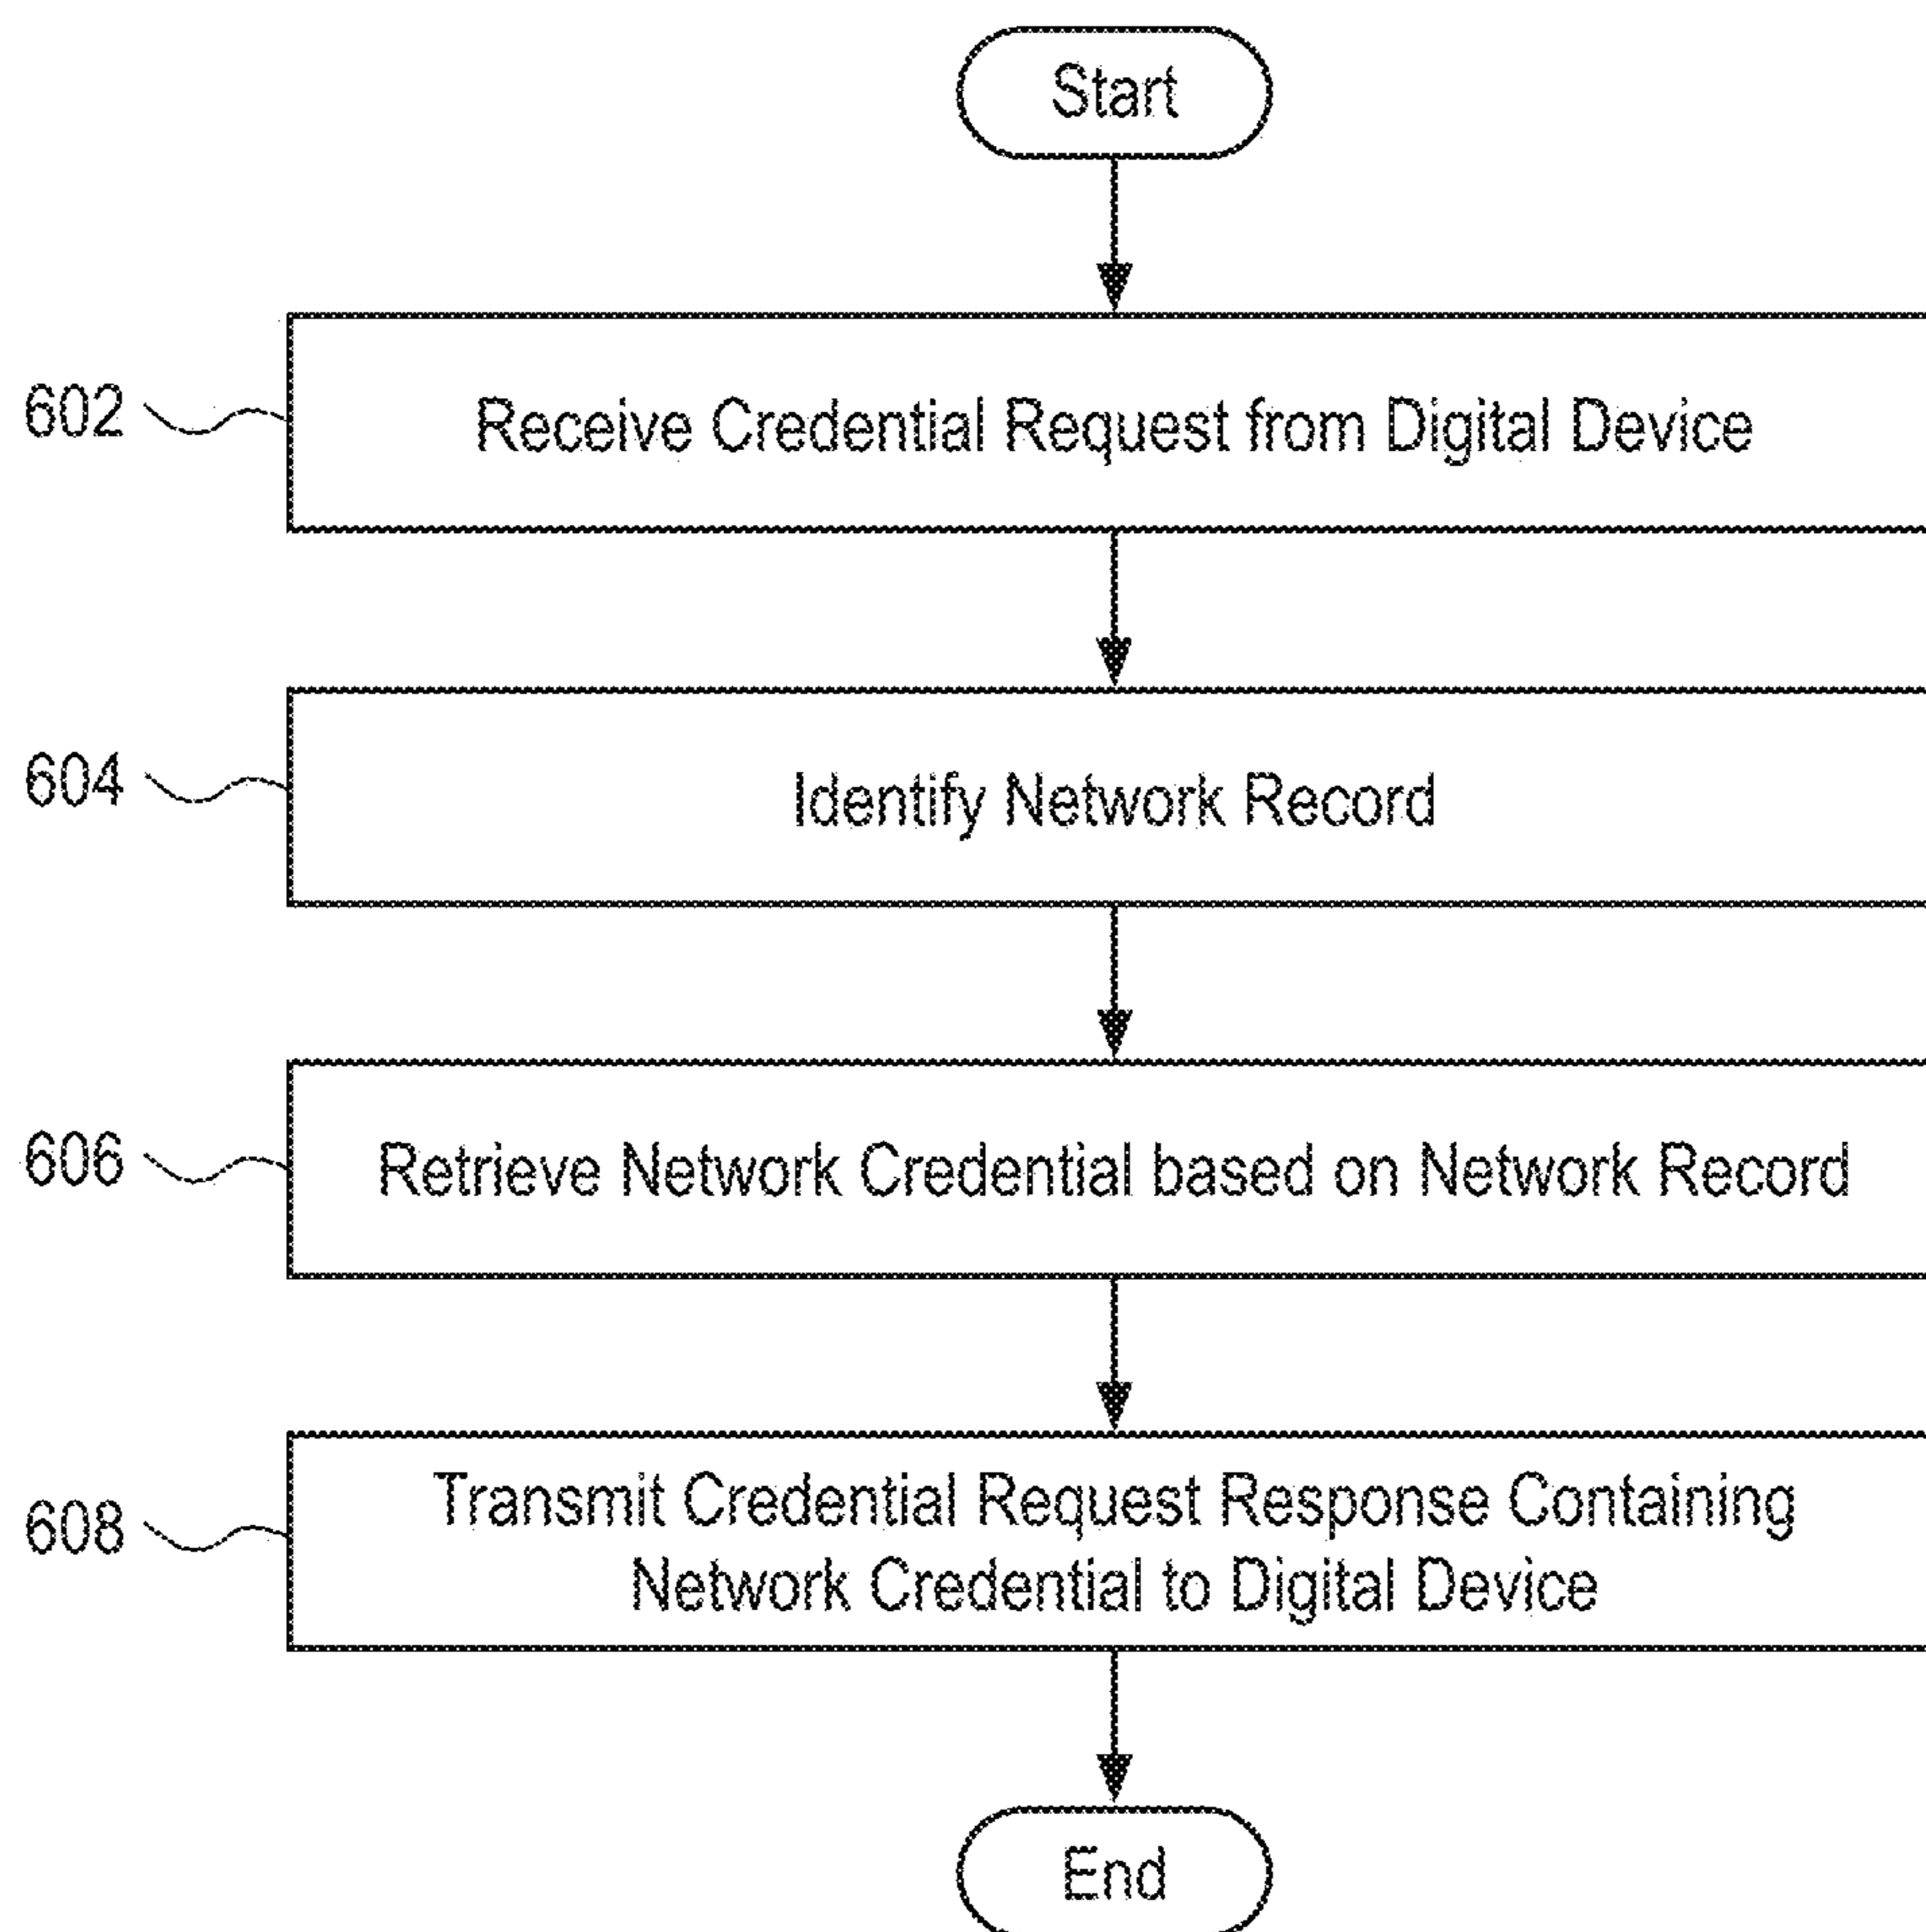 Start
602
Receive Credential Request from Digital Device
604
Identify Network Record
606
Retrieve Network Credential based on Network Record
608
Transmit Credential Request Response Containing
Network Credential to Digital Device
End